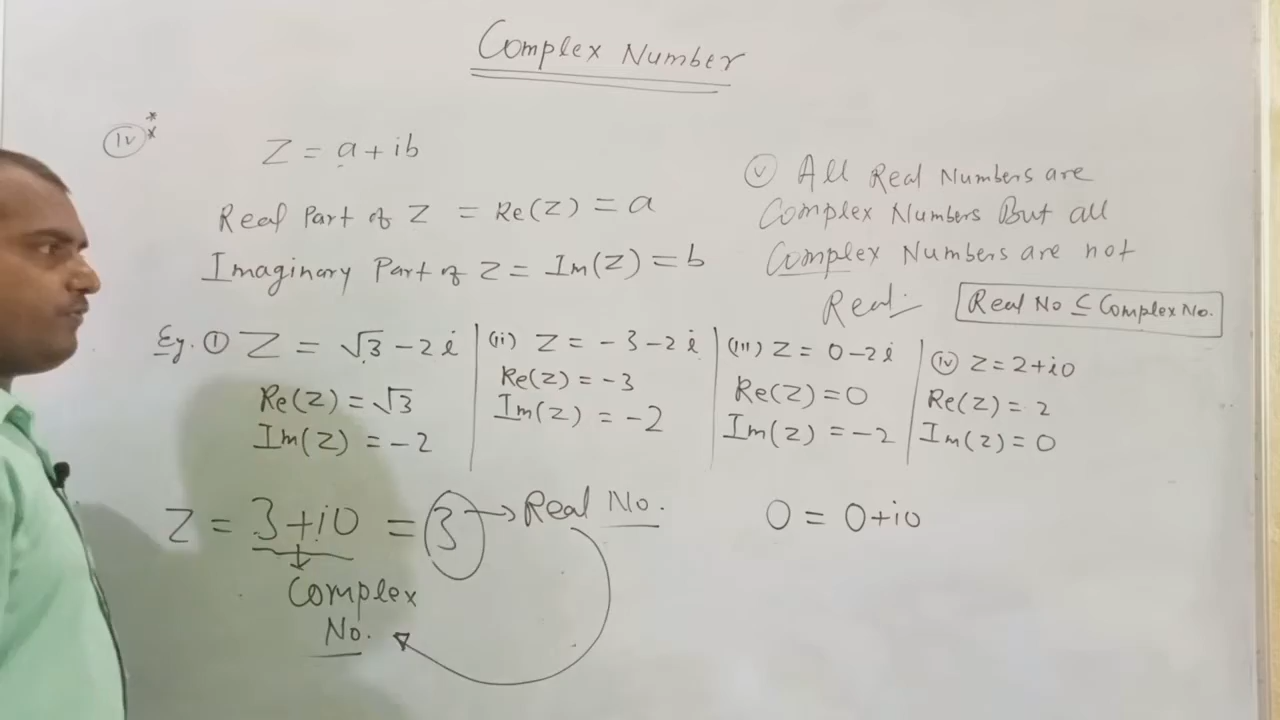 Complex Number
(iv) **
Z = a + ib
Real Part of Z = Re(Z) = a
Imaginary Part of Z = Im(Z) = b
(v) All Real Numbers are
Complex Numbers But all
Complex Numbers are not
Real.
Real No ⊆ Complex No.
Eg. (1) Z = √3 - 2i
Re(Z) = √3
Im(Z) = -2
(ii) Z = -3 - 2i
Re(Z) = -3
Im(Z) = -2
(iii) Z = 0 - 2i
Re(Z) = 0
Im(Z) = -2
(iv) Z = 2 + i0
Re(Z) = 2
Im(Z) = 0
Z = 3 + i0 = 3 → Real No.
Complex
No.
0 = 0 + i0